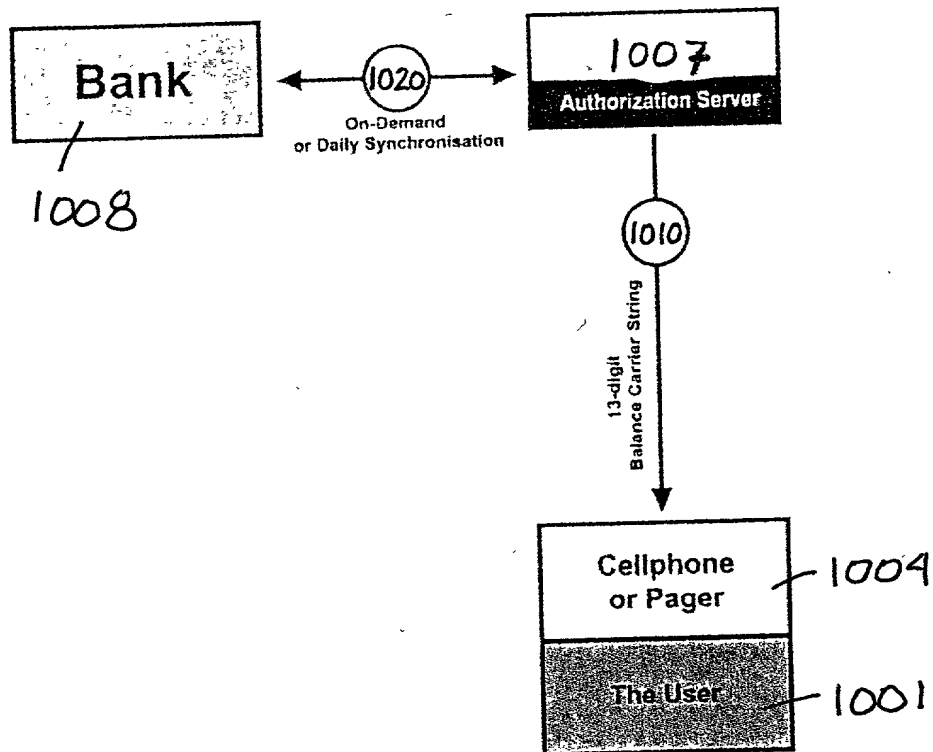 Bank
1020
1007
Authorization Server
On-Demand
or Daily Synchronisation
1008
1010
13-digit
Balance Carrier String
Cellphone
or Pager
1004
The User
1001